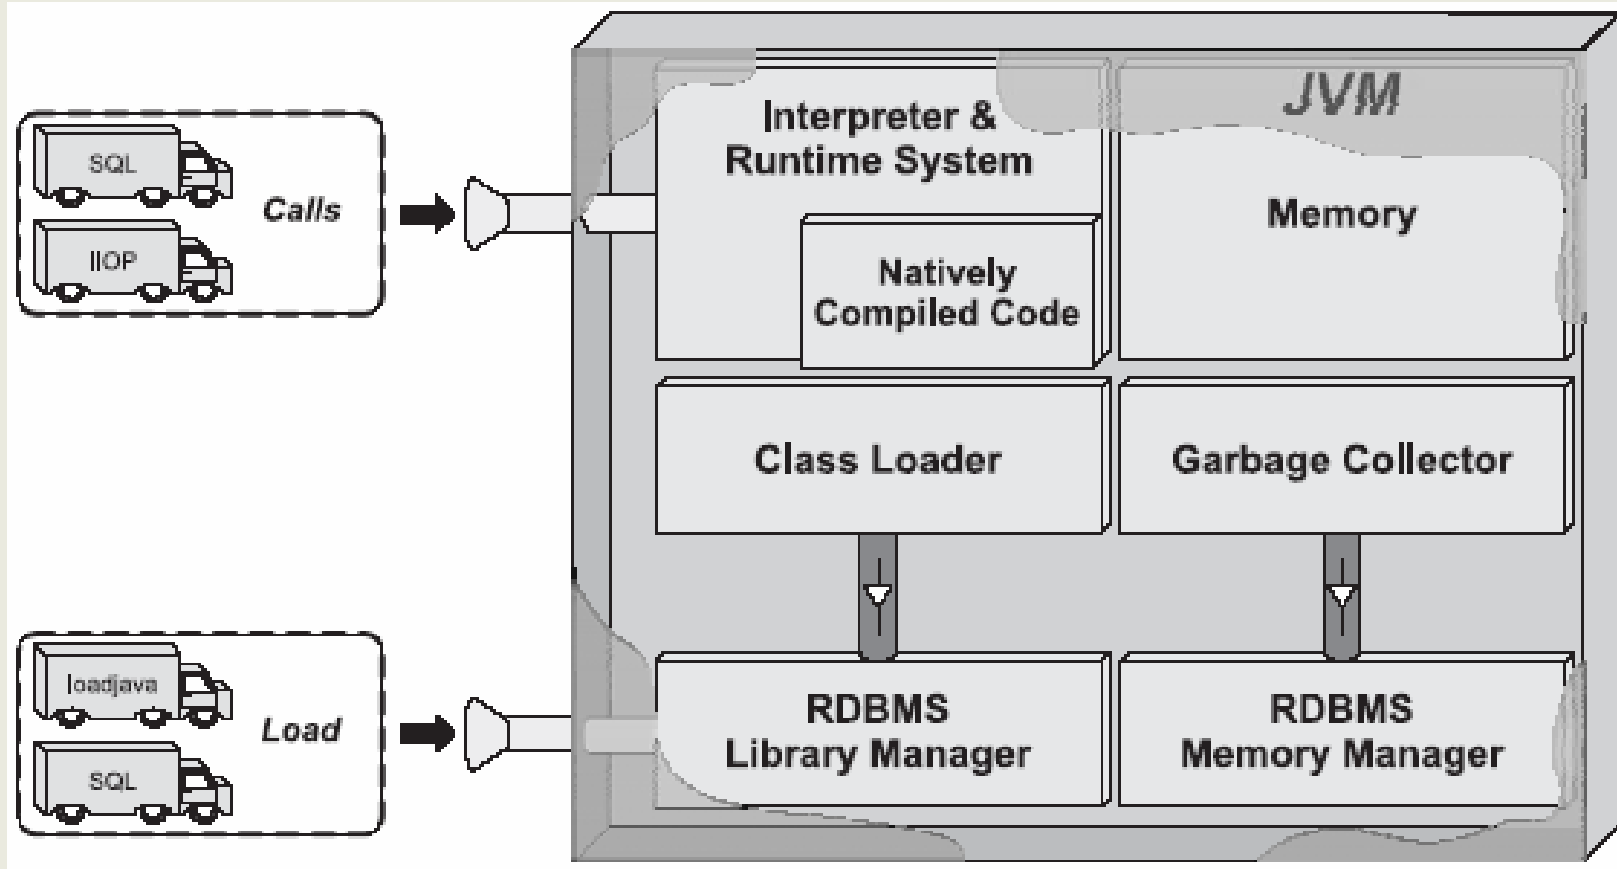 SQL
IIOP
Calls
loadjava
SQL
Load
JVM
Interpreter &
Runtime System
Natively
Compiled Code
Memory
Class Loader
Garbage Collector
RDBMS
Library Manager
RDBMS
Memory Manager